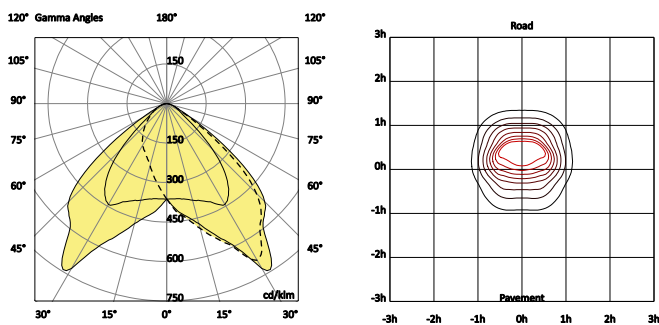 120° Gamma Angles 180° 120°
105° 105°
150
90° 90°
150
75° 75°
300
60° 60°
450
45° 45°
600
cd/klm
750
30° 15° 0° 15° 30°
Road
3h
2h
1h
0h
-1h
-2h
-3h
Pavement
-3h -2h -1h 0h 1h 2h 3h